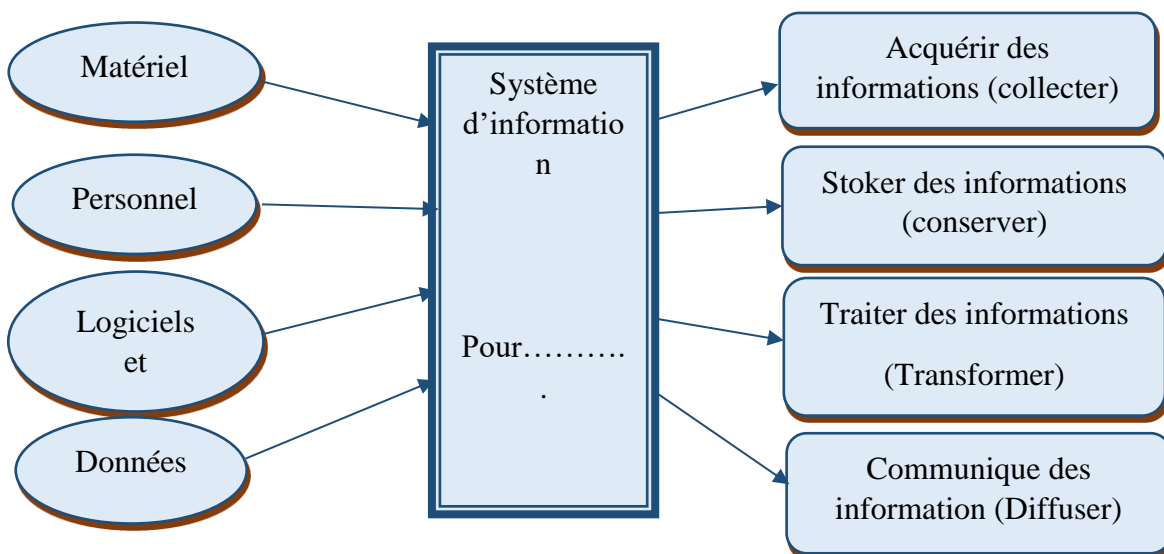 Matériel
Personnel
Logiciels
et
Données
Système
d'informatio
n
Pour……….
.
Acquérir des
informations (collecter)
Stoker des informations
(conserver)
Traiter des informations
(Transformer)
Communique des
information (Diffuser)